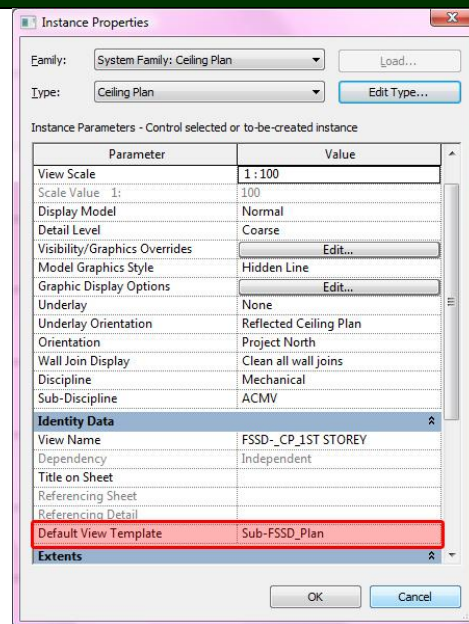 Instance Properties
Family: System Family: Ceiling Plan Load...
Type: Ceiling Plan Edit Type...
Instance Parameters - Control selected or to-be-created instance
Parameter Value
View Scale 1 : 100
Scale Value 1: 100
Display Model Normal
Detail Level Coarse
Visibility/Graphics Overrides Edit...
Model Graphics Style Hidden Line
Graphic Display Options Edit...
Underlay None
Underlay Orientation Reflected Ceiling Plan
Orientation Project North
Wall Join Display Clean all wall joins
Discipline Mechanical
Sub-Discipline ACMV
Identity Data
View Name FSSD-_CP_1ST STOREY
Dependency Independent
Title on Sheet
Referencing Sheet
Referencing Detail
Default View Template Sub-FSSD_Plan
Extents
OK Cancel